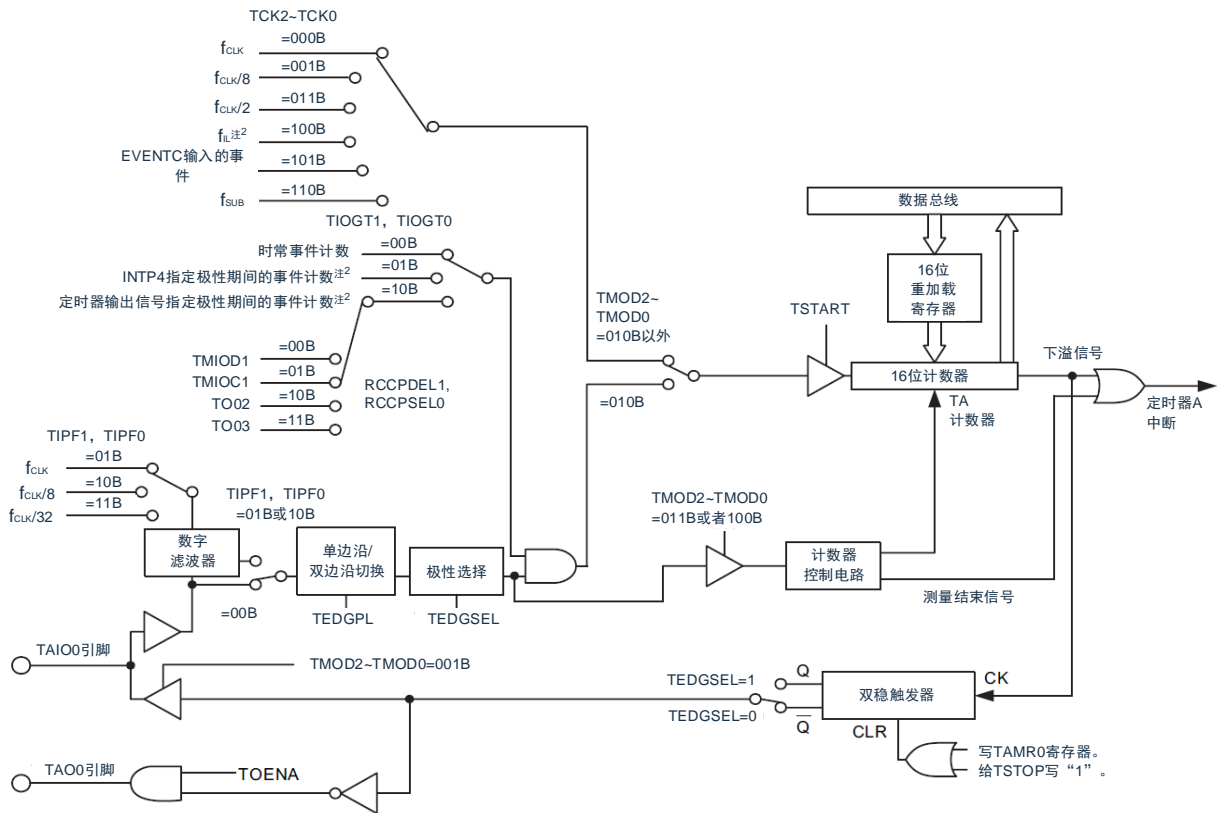 TCK2~TCK0
fCLK =000B
fCLK/8 =001B
fCLK/2 =011B
fIL注2 =100B
EVENTC输入的事
件
=101B
fSUB =110B
TIOGT1，TIOGT0
时常事件计数 =00B
INTP4指定极性期间的事件计数注2 =01B
定时器输出信号指定极性期间的事件计数注2 =10B
TMIOD1 =00B
TMIOC1 =01B
TO02 =10B
TO03 =11B
RCCPDEL1,
RCCPSEL0
TMOD2~
TMOD0
=010B以外
=010B
TSTART
数据总线
16位
重加载
寄存器
16位计数器
TA
计数器
下溢信号
定时器A
中断
TIPF1，TIPF0
fCLK =01B
fCLK/8 =10B
fCLK/32 =11B
数字
滤波器
TIPF1，TIPF0
=01B或10B
=00B
单边沿/
双边沿切换
TEDGPL
极性选择
TEDGSEL
TMOD2~TMOD0
=011B或者100B
计数器
控制电路
测量结束信号
TAIO0引脚
TMOD2~TMOD0=001B
TEDGSEL=1
TEDGSEL=0
Q
Q
双稳触发器
CK
CLR
写TAMR0寄存器。
给TSTOP写“1”。
TAO0引脚
TOENA